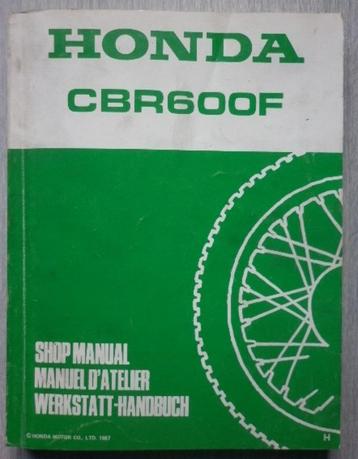 HONDA
CBR600F
SHOP MANUAL
MANUEL D'ATELIER
WERKSTATT-HANDBUCH
© HONDA MOTOR CO., LTD. 1987
H